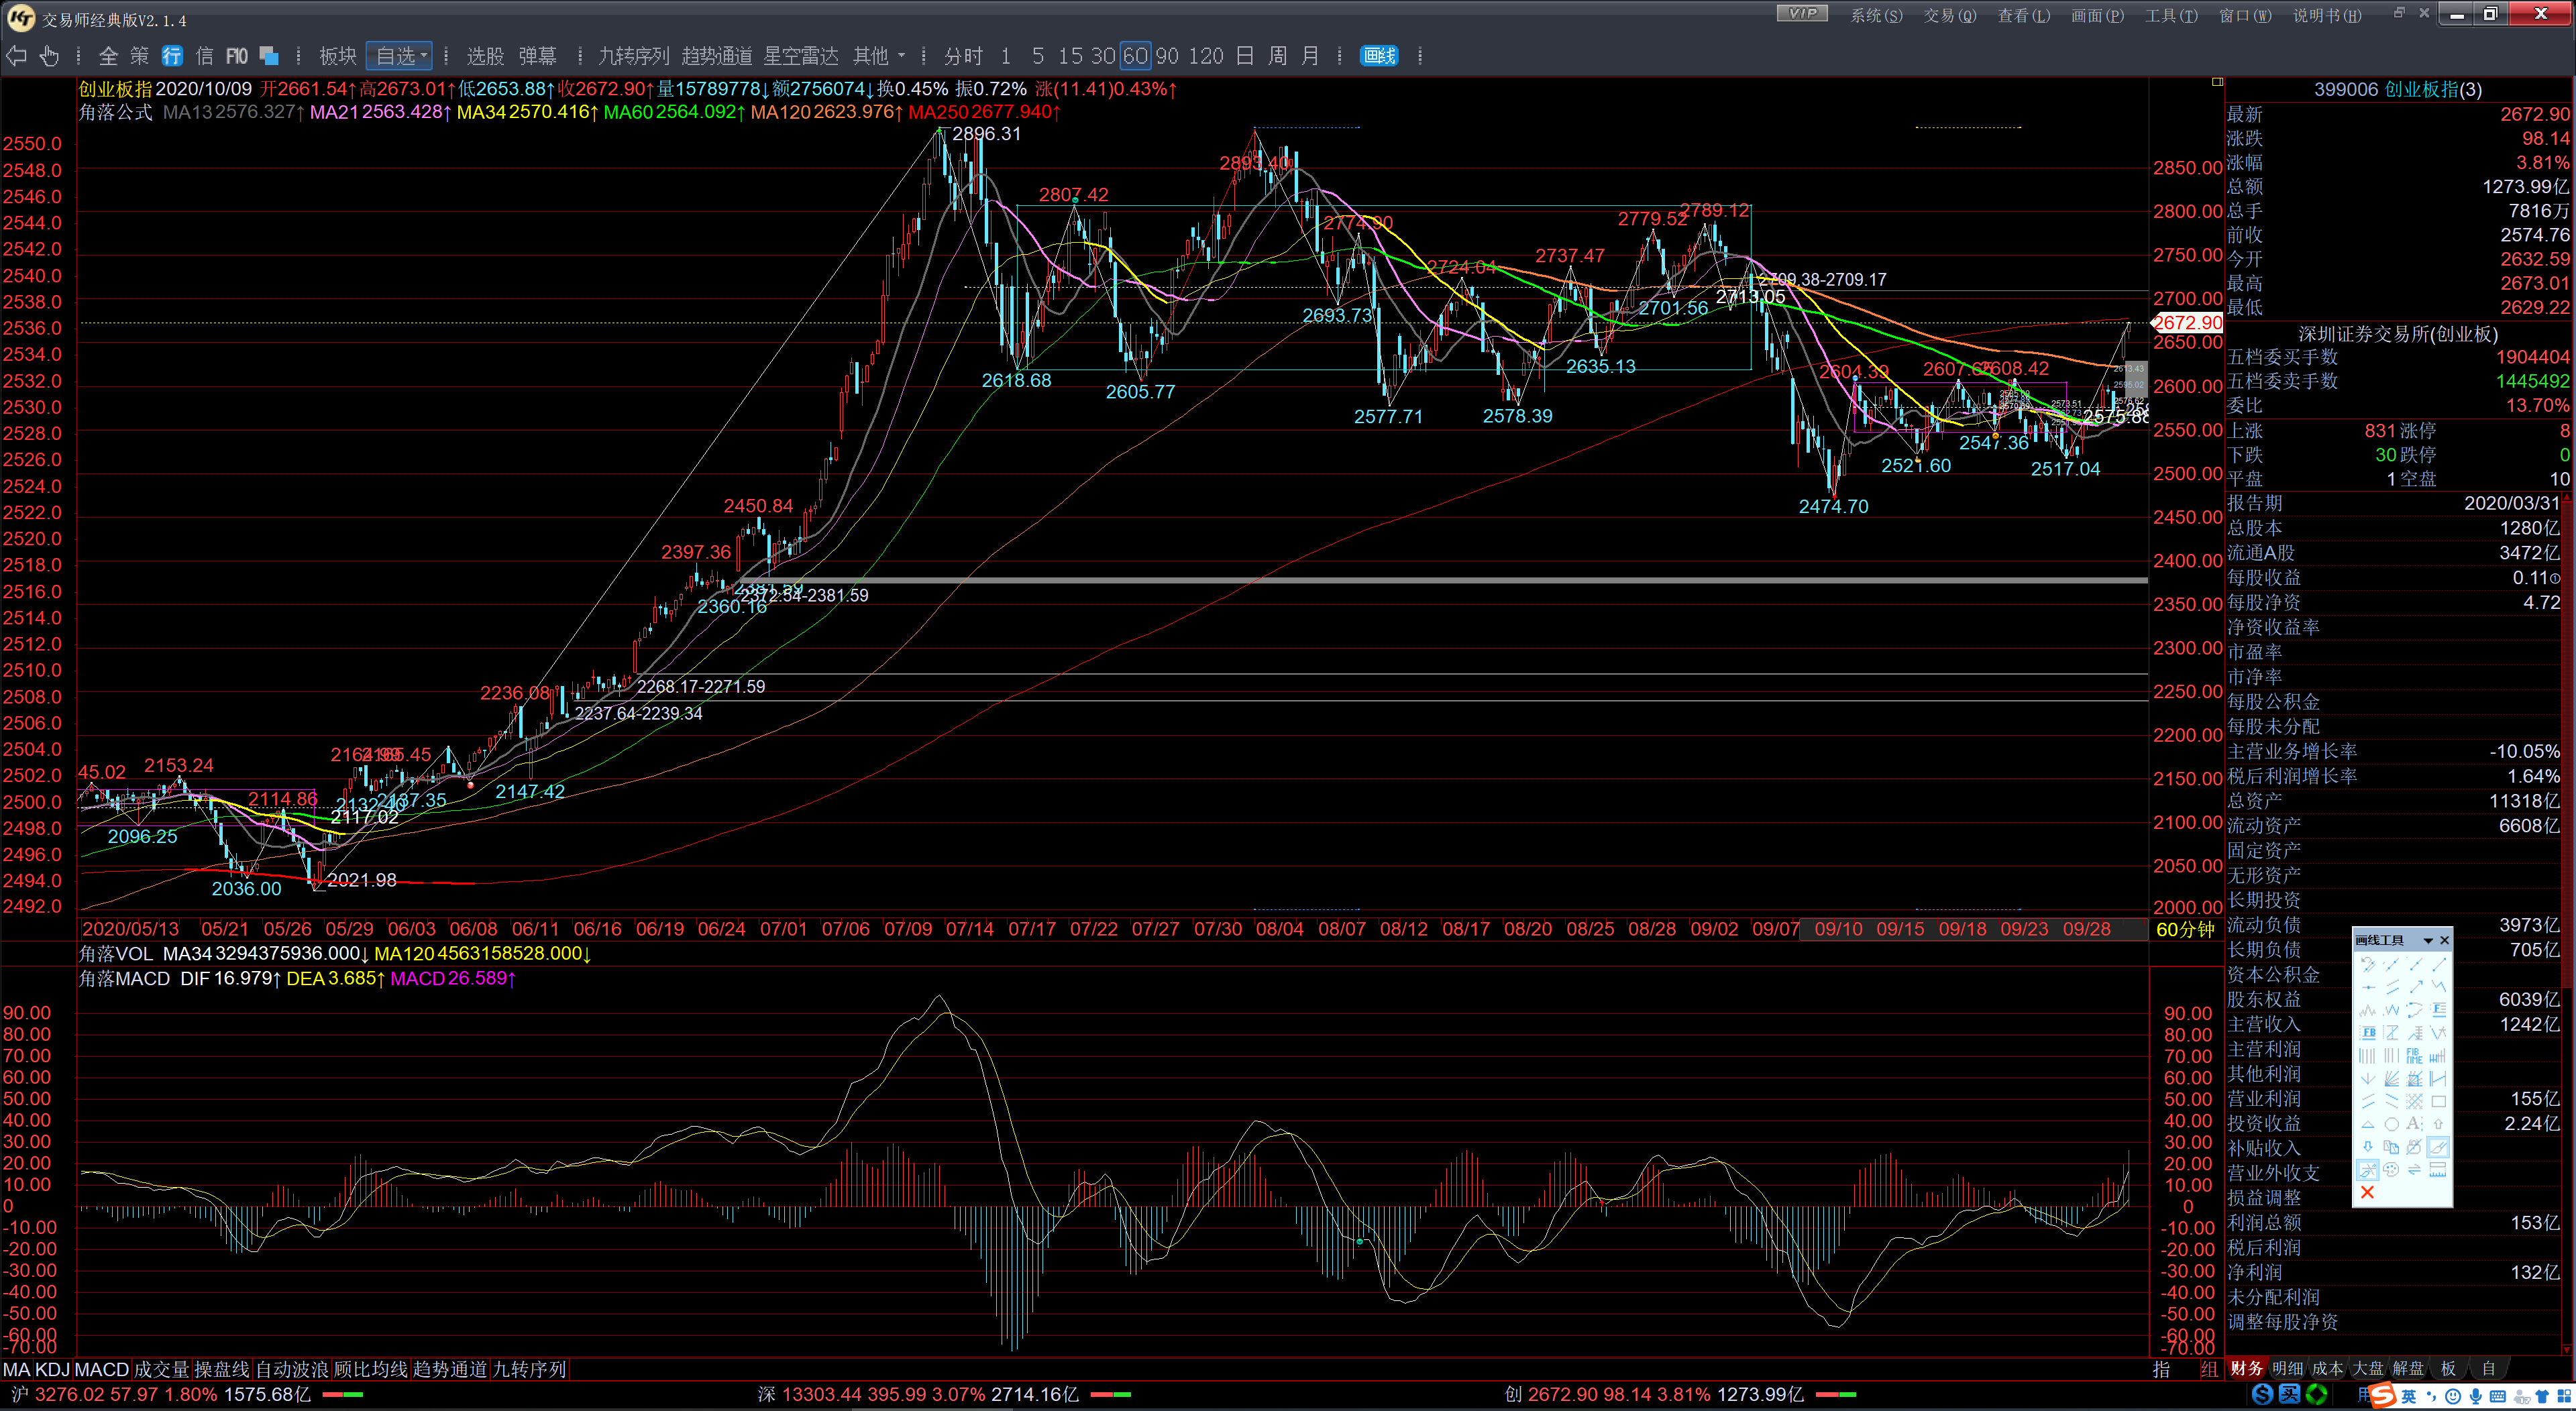 交易师经典版V2.1.4
VIP 系统(S) 交易(Q) 查看(L) 画面(P) 工具(T) 窗口(W) 说明书(H)
全 策 行 信 F10 板块 自选 选股 弹幕 九转序列 趋势通道 星空雷达 其他 分时 1 5 15 30 60 90 120 日 周 月 画线
创业板指 2020/10/09 开2661.54↑高2673.01↑低2653.88↑收2672.90↑量15789778↓额2756074↓换0.45% 振0.72% 涨(11.41)0.43%↑
角落公式 MA13 2576.327↑ MA21 2563.428↑ MA34 2570.416↑ MA60 2564.092↑ MA120 2623.976↑ MA250 2677.940↑
2550.0
2548.0
2546.0
2544.0
2542.0
2540.0
2538.0
2536.0
2534.0
2532.0
2530.0
2528.0
2526.0
2524.0
2522.0
2520.0
2518.0
2516.0
2514.0
2512.0
2510.0
2508.0
2506.0
2504.0
2502.0
2500.0
2498.0
2496.0
2494.0
2492.0
2896.31
2893.40
2807.42
2774.90
2779.52
2789.12
2737.47
2724.04
2709.38-2709.17
2713.05
2701.56
2693.73
2618.68
2605.77
2635.13
2577.71
2578.39
2604.39
2607.65
2608.42
2613.43
2595.02
2573.51
2575.88
2547.36
2521.60
2517.04
2474.70
2450.84
2397.36
2381.59
2372.54-2381.59
2360.16
2268.17-2271.59
2236.08
2237.64-2239.34
2165.45
45.02
2153.24
2147.42
2114.86
2137.35
2117.02
2096.25
2036.00
2021.98
2850.00
2800.00
2750.00
2700.00
2672.90
2650.00
2600.00
2550.00
2500.00
2450.00
2400.00
2350.00
2300.00
2250.00
2200.00
2150.00
2100.00
2050.00
2000.00
2020/05/13 05/21 05/26 05/29 06/03 06/08 06/11 06/16 06/19 06/24 07/01 07/06 07/09 07/14 07/17 07/22 07/27 07/30 08/04 08/07 08/12 08/17 08/20 08/25 08/28 09/02 09/07 09/10 09/15 09/18 09/23 09/28 60分钟
角落VOL MA34 3294375936.000↓ MA120 4563158528.000↓
角落MACD DIF 16.979↑ DEA 3.685↑ MACD 26.589↑
90.00 90.00
80.00 80.00
70.00 70.00
60.00 60.00
50.00 50.00
40.00 40.00
30.00 30.00
20.00 20.00
10.00 10.00
0 0
-10.00 -10.00
-20.00 -20.00
-30.00 -30.00
-40.00 -40.00
-50.00 -50.00
-60.00 -60.00
-70.00 -70.00
399006 创业板指(3)
最新 2672.90
涨跌 98.14
涨幅 3.81%
总额 1273.99亿
总手 7816万
前收 2574.76
今开 2632.59
最高 2673.01
最低 2629.22
深圳证券交易所(创业板)
五档委买手数 1904404
五档委卖手数 1445492
委比 13.70%
上涨 831 涨停 8
下跌 30 跌停 0
平盘 1 空盘 10
报告期 2020/03/31
总股本 1280亿
流通A股 3472亿
每股收益 0.11①
每股净资 4.72
净资收益率
市盈率
市净率
每股公积金
每股未分配
主营业务增长率 -10.05%
税后利润增长率 1.64%
总资产 11318亿
流动资产 6608亿
固定资产
无形资产
长期投资
流动负债 3973亿
长期负债 705亿
资本公积金
股东权益 6039亿
主营收入 1242亿
主营利润
其他利润
营业利润 155亿
投资收益 2.24亿
补贴收入
营业外收支
损益调整
利润总额 153亿
税后利润
净利润 132亿
未分配利润
调整每股净资
画线工具
MA KDJ MACD 成交量 操盘线 自动波浪 顾比均线 趋势通道 九转序列 指 组
财务 明细 成本 大盘 解盘 板 自
沪 3276.02 57.97 1.80% 1575.68亿 深 13303.44 395.99 3.07% 2714.16亿 创 2672.90 98.14 3.81% 1273.99亿
英